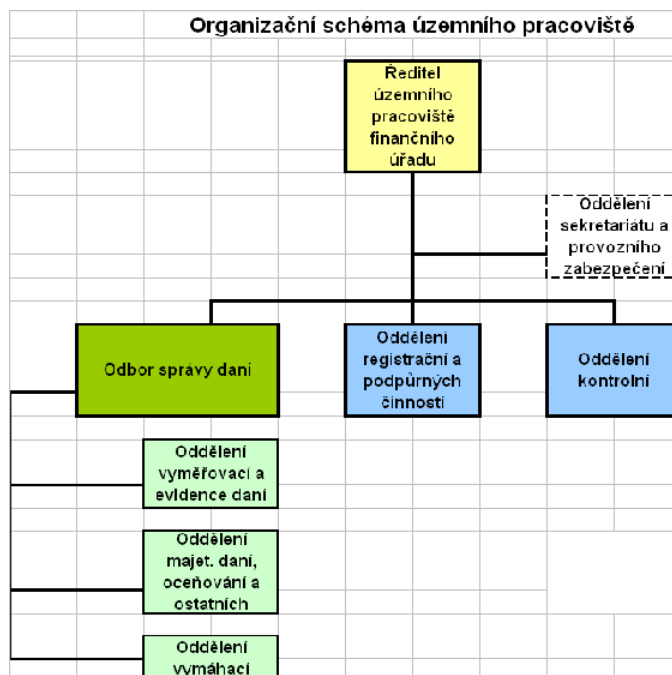 Organizační schéma územního pracoviště
Ředitel
územního
pracoviště
finančního
úřadu
Oddělení
sekretariátu a
provozního
zabezpečení
Odbor správy daní
Oddělení
registrační a
podpůrných
činností
Oddělení
kontrolní
Oddělení
vyměřovací a
evidence daní
Oddělení
majet. daní,
oceňování a
ostatních
Oddělení
vymáhací